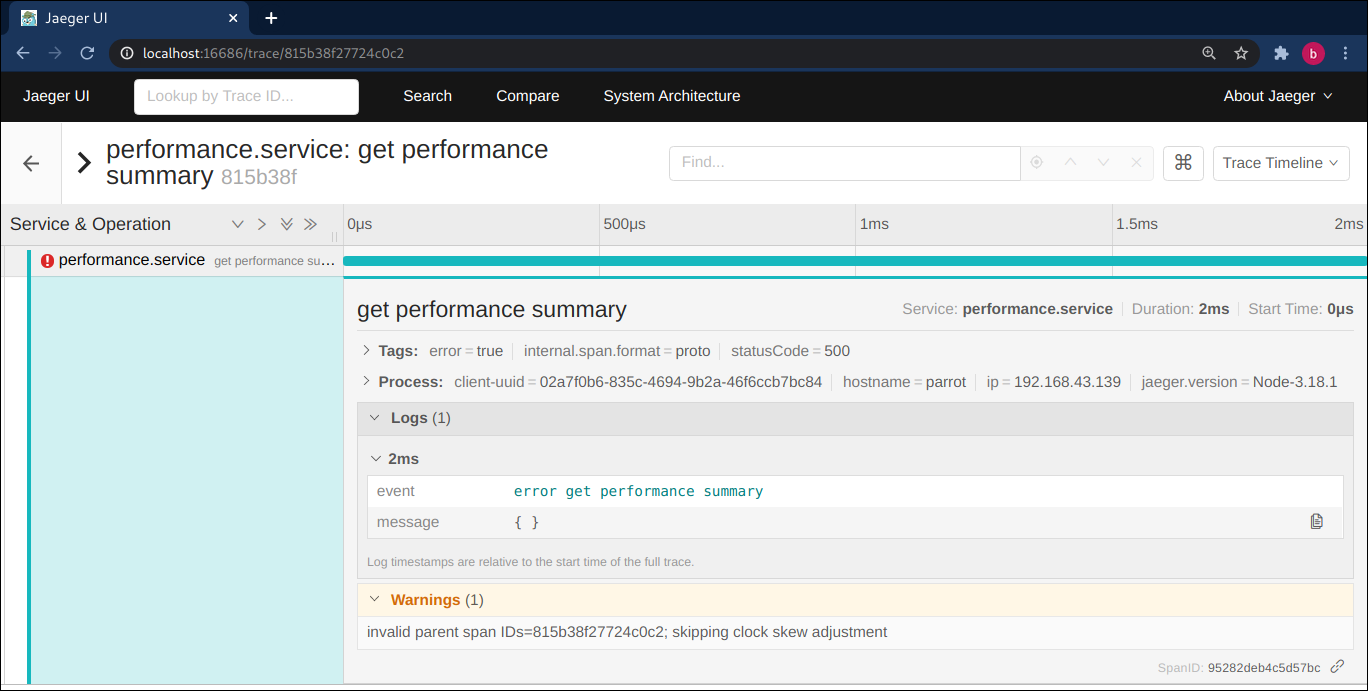 Jaeger UI
localhost:16686/trace/815b38f27724c0c2
b
Jaeger UI
Lookup by Trace ID...
Search
Compare
System Architecture
About Jaeger
performance.service: get performance
summary 815b38f
Find...
⌘
Trace Timeline
Service & Operation
0μs
500μs
1ms
1.5ms
2ms
performance.service get performance su...
get performance summary
Service: performance.service
Duration: 2ms
Start Time: 0μs
Tags: error = true internal.span.format = proto statusCode = 500
Process: client-uuid = 02a7f0b6-835c-4694-9b2a-46f6ccb7bc84 hostname = parrot ip = 192.168.43.139 jaeger.version = Node-3.18.1
Logs (1)
2ms
event error get performance summary
message { }
Log timestamps are relative to the start time of the full trace.
Warnings (1)
invalid parent span IDs=815b38f27724c0c2; skipping clock skew adjustment
SpanID: 95282deb4c5d57bc